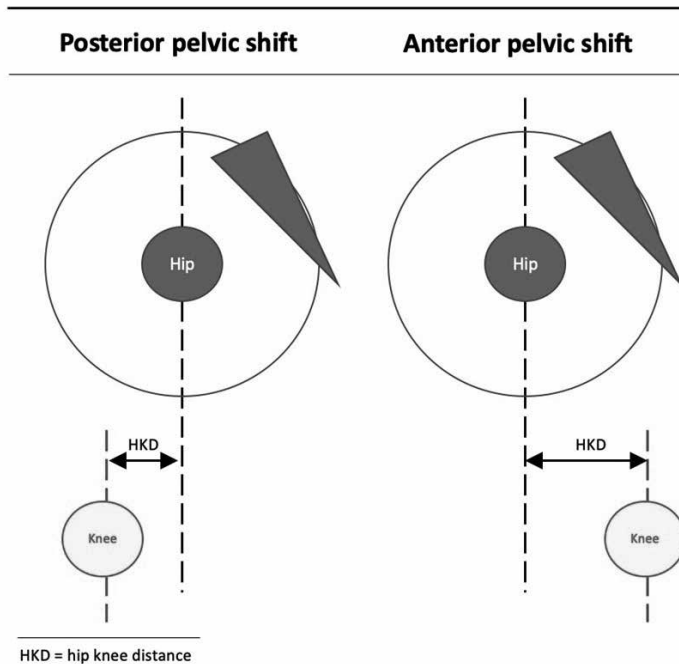 Posterior pelvic shift
Anterior pelvic shift
Hip
Hip
HKD
HKD
Knee
Knee
HKD = hip knee distance